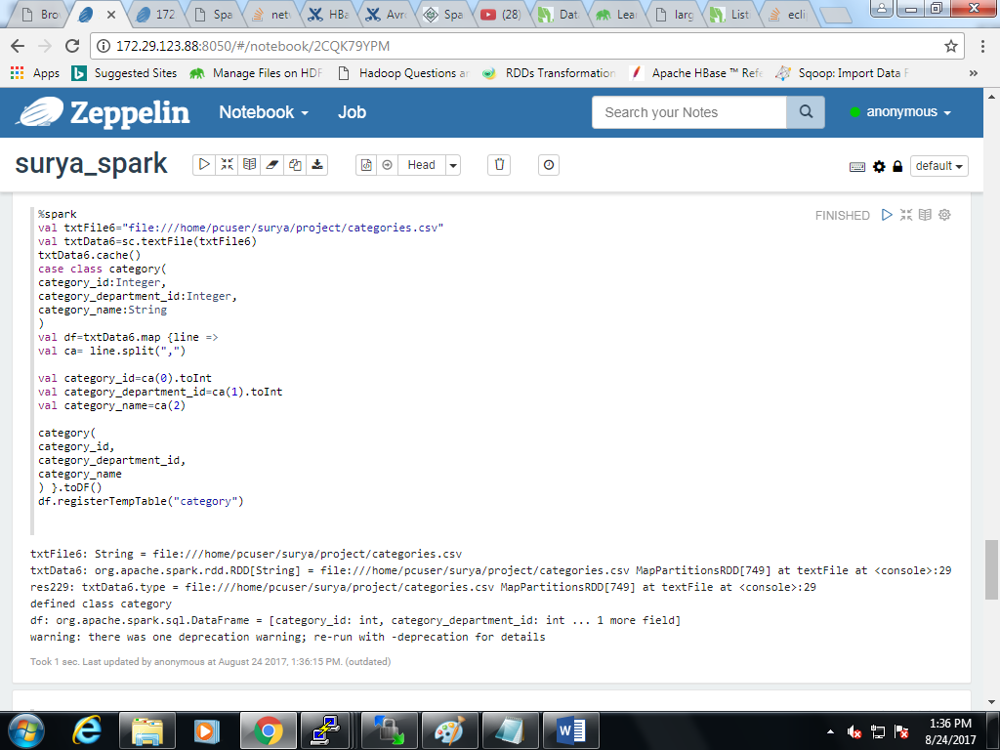 Bro
172
Spa
net
HBa
Avr
Spa
(28)
Dat
Lea
larg
List
ecli
172.29.123.88:8050/#/notebook/2CQK79YPM
Apps Suggested Sites Manage Files on HDF Hadoop Questions an RDDs Transformation Apache HBase ™ Refe Sqoop: Import Data F »
Zeppelin Notebook Job Search your Notes anonymous
surya_spark Head default
%spark FINISHED
val txtFile6="file:///home/pcuser/surya/project/categories.csv"
val txtData6=sc.textFile(txtFile6)
txtData6.cache()
case class category(
category_id:Integer,
category_department_id:Integer,
category_name:String
)
val df=txtData6.map {line =>
val ca= line.split(",")
val category_id=ca(0).toInt
val category_department_id=ca(1).toInt
val category_name=ca(2)
category(
category_id,
category_department_id,
category_name
) }.toDF()
df.registerTempTable("category")
txtFile6: String = file:///home/pcuser/surya/project/categories.csv
txtData6: org.apache.spark.rdd.RDD[String] = file:///home/pcuser/surya/project/categories.csv MapPartitionsRDD[749] at textFile at <console>:29
res229: txtData6.type = file:///home/pcuser/surya/project/categories.csv MapPartitionsRDD[749] at textFile at <console>:29
defined class category
df: org.apache.spark.sql.DataFrame = [category_id: int, category_department_id: int ... 1 more field]
warning: there was one deprecation warning; re-run with -deprecation for details
Took 1 sec. Last updated by anonymous at August 24 2017, 1:36:15 PM. (outdated)
1:36 PM
8/24/2017